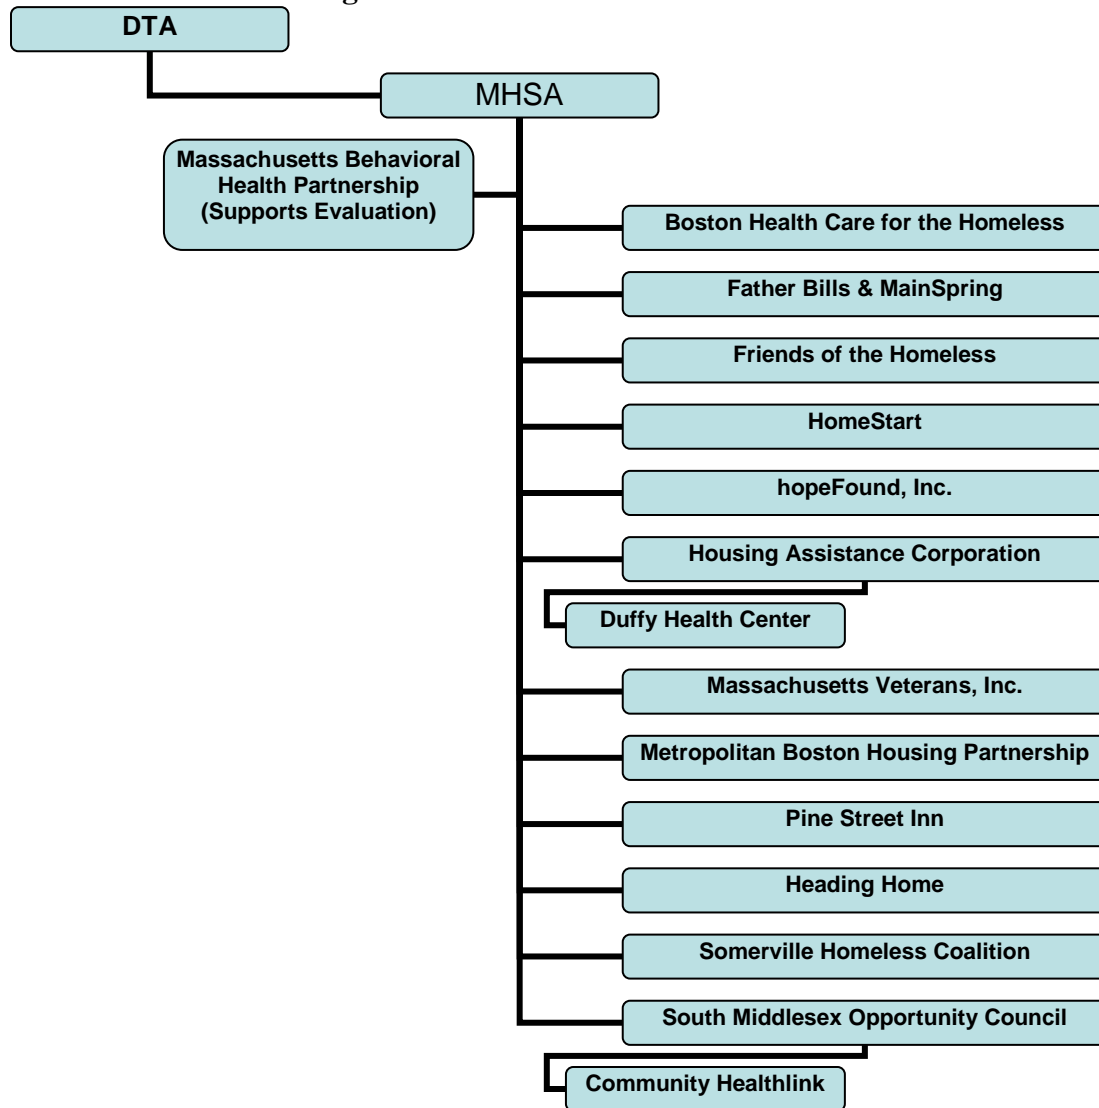 DTA
MHSA
Massachusetts Behavioral
Health Partnership
(Supports Evaluation)
Boston Health Care for the Homeless
Father Bills & MainSpring
Friends of the Homeless
HomeStart
hopeFound, Inc.
Housing Assistance Corporation
Duffy Health Center
Massachusetts Veterans, Inc.
Metropolitan Boston Housing Partnership
Pine Street Inn
Heading Home
Somerville Homeless Coalition
South Middlesex Opportunity Council
Community Healthlink